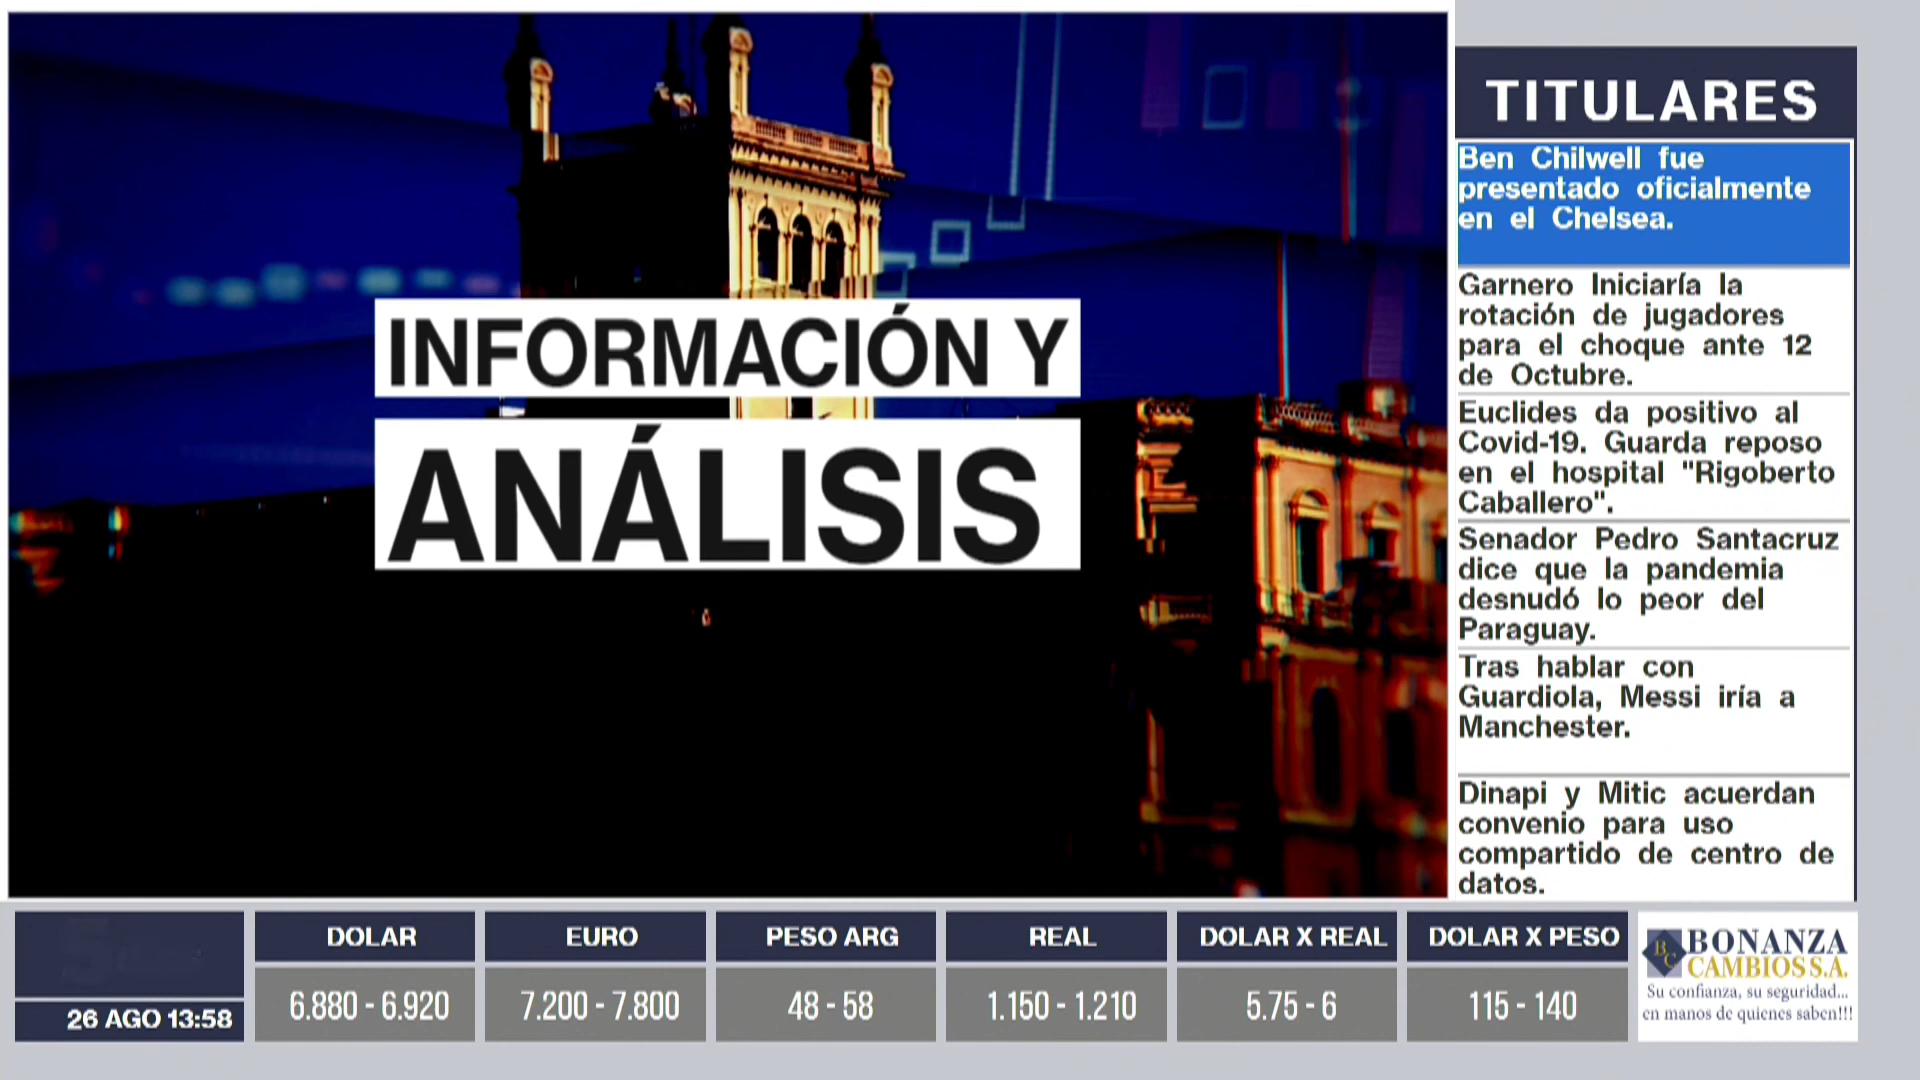 INFORMACIÓN Y
ANÁLISIS
TITULARES
Ben Chilwell fue
presentado oficialmente
en el Chelsea.
Garnero Iniciaría la
rotación de jugadores
para el choque ante 12
de Octubre.
Euclides da positivo al
Covid-19. Guarda reposo
en el hospital "Rigoberto
Caballero".
Senador Pedro Santacruz
dice que la pandemia
desnudó lo peor del
Paraguay.
Tras hablar con
Guardiola, Messi iría a
Manchester.
Dinapi y Mitic acuerdan
convenio para uso
compartido de centro de
datos.
26 AGO 13:58
DOLAR
6.880 - 6.920
EURO
7.200 - 7.800
PESO ARG
48 - 58
REAL
1.150 - 1.210
DOLAR X REAL
5.75 - 6
DOLAR X PESO
115 - 140
BC
BONANZA
CAMBIOS S.A.
Su confianza, su seguridad...
en manos de quienes saben!!!